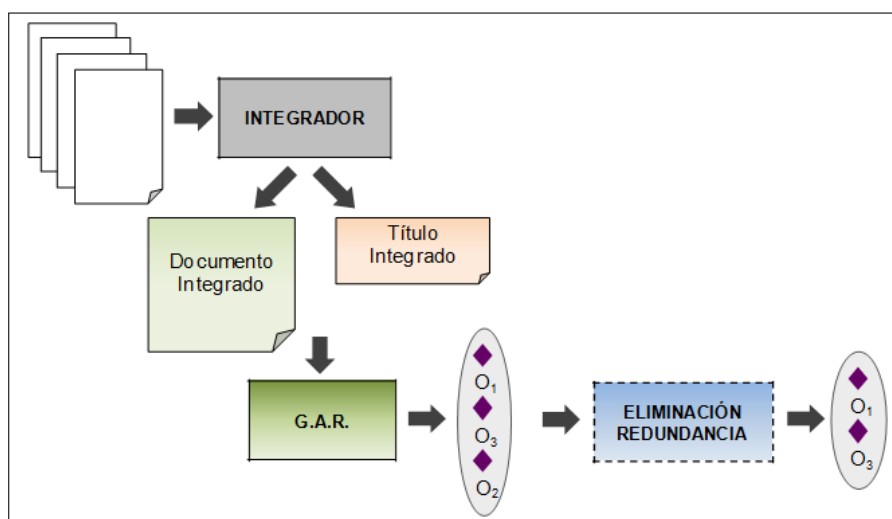 INTEGRADOR
Documento
Integrado
Título
Integrado
G.A.R.
O₁
O₃
O₂
ELIMINACIÓN
REDUNDANCIA
O₁
O₃